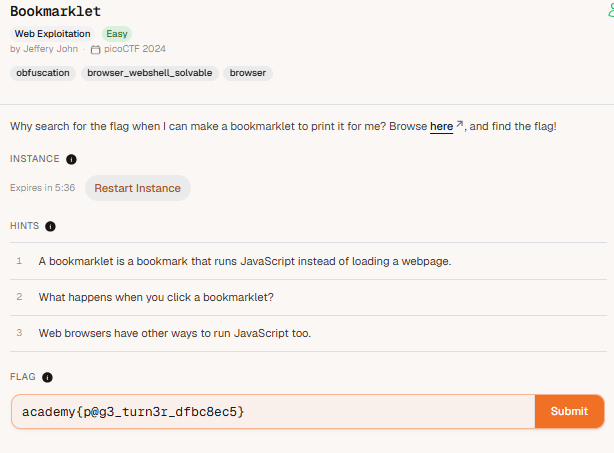 Bookmarklet
Web Exploitation Easy
by Jeffery John · picoCTF 2024
obfuscation browser_webshell_solvable browser
Why search for the flag when I can make a bookmarklet to print it for me? Browse here↗, and find the flag!
INSTANCE
Expires in 5:36 Restart Instance
HINTS
1 A bookmarklet is a bookmark that runs JavaScript instead of loading a webpage.
2 What happens when you click a bookmarklet?
3 Web browsers have other ways to run JavaScript too.
FLAG
academy{p@g3_turn3r_dfbc8ec5} Submit